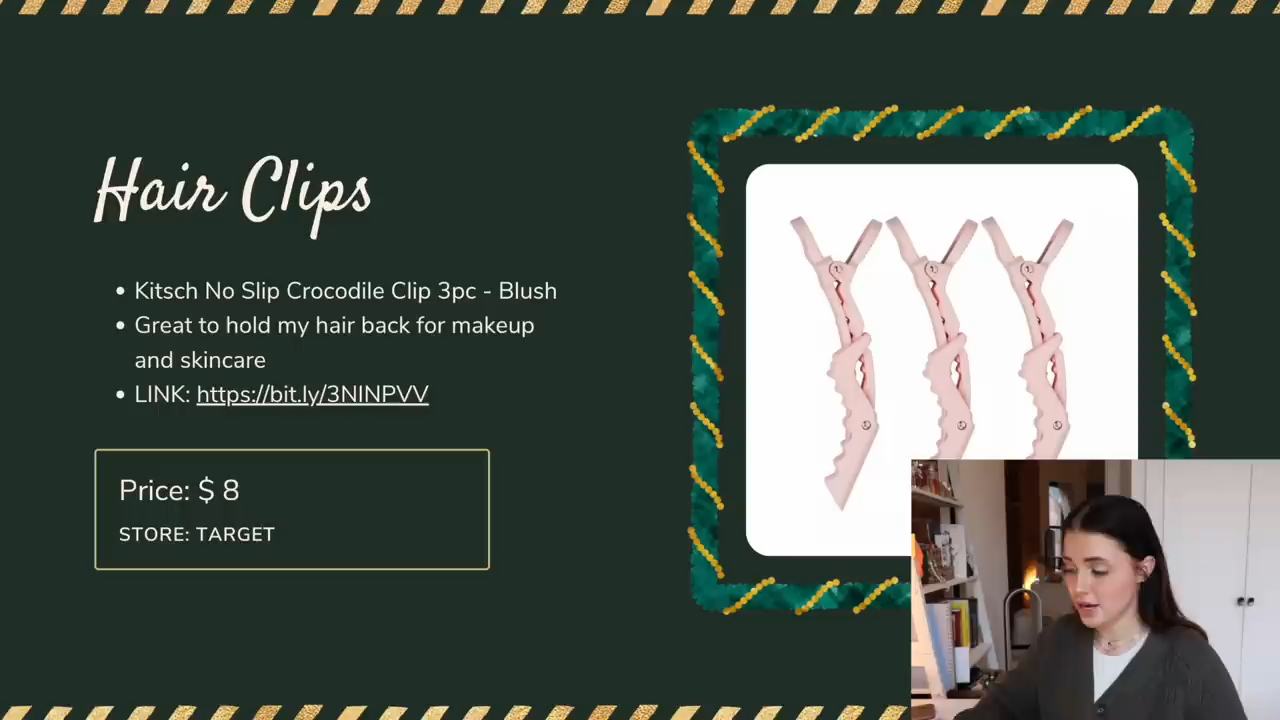 Hair Clips
Kitsch No Slip Crocodile Clip 3pc - Blush
Great to hold my hair back for makeup
and skincare
LINK: https://bit.ly/3NINPVV
Price: $ 8
STORE: TARGET